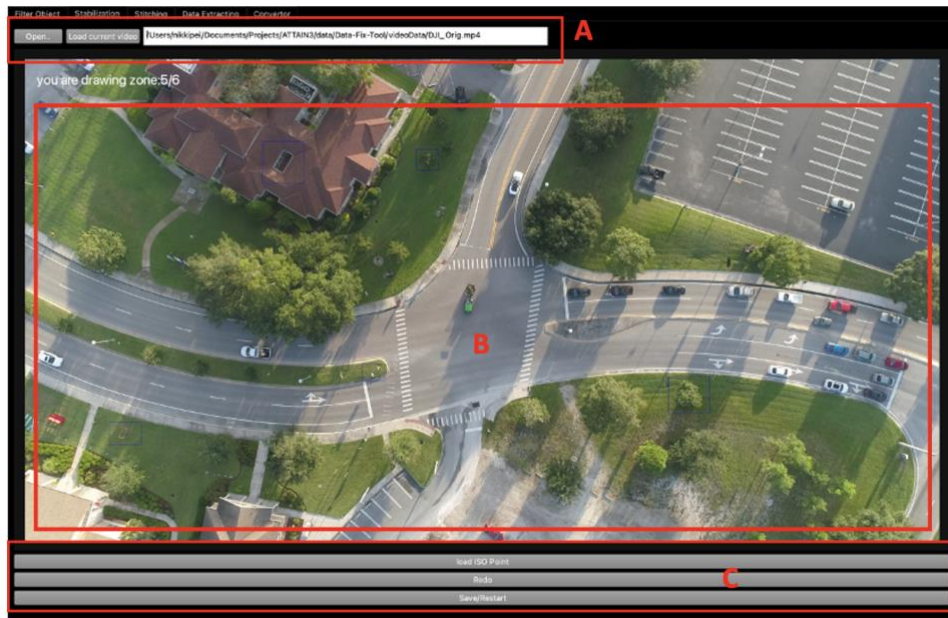 Filter Object Stabilization Stitching Data Extracting Convertor
Open.. Load current video /Users/nikkipei/Documents/Projects/ATTAIN3/data/Data-Fix-Tool/videoData/DJI_Orig.mp4
A
you are drawing zone:5/6
B
load ISO Point
Redo
C
Save/Restart